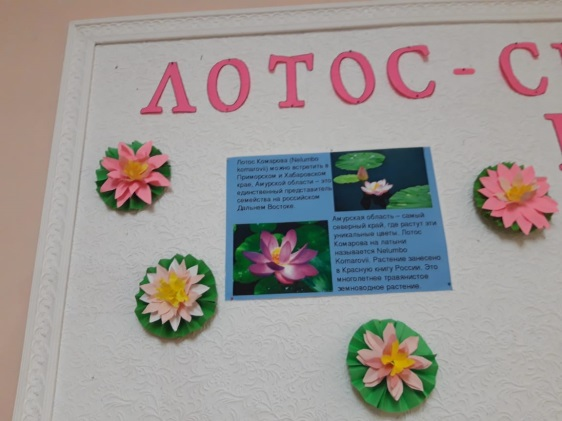 ЛОТОС - С
Лотос Комарова (Nelumbo
komarovii) можно встретить в
Приморском и Хабаровском
крае, Амурской области – это
единственный представитель
семейства на российском
Дальнем Востоке.
Амурская область – самый
северный край, где растут эти
уникальные цветы. Лотос
Комарова на латыни
называется Nelumbo
Komarovii. Растение занесено
в Красную книгу России. Это
многолетнее травянистое
земноводное растение.